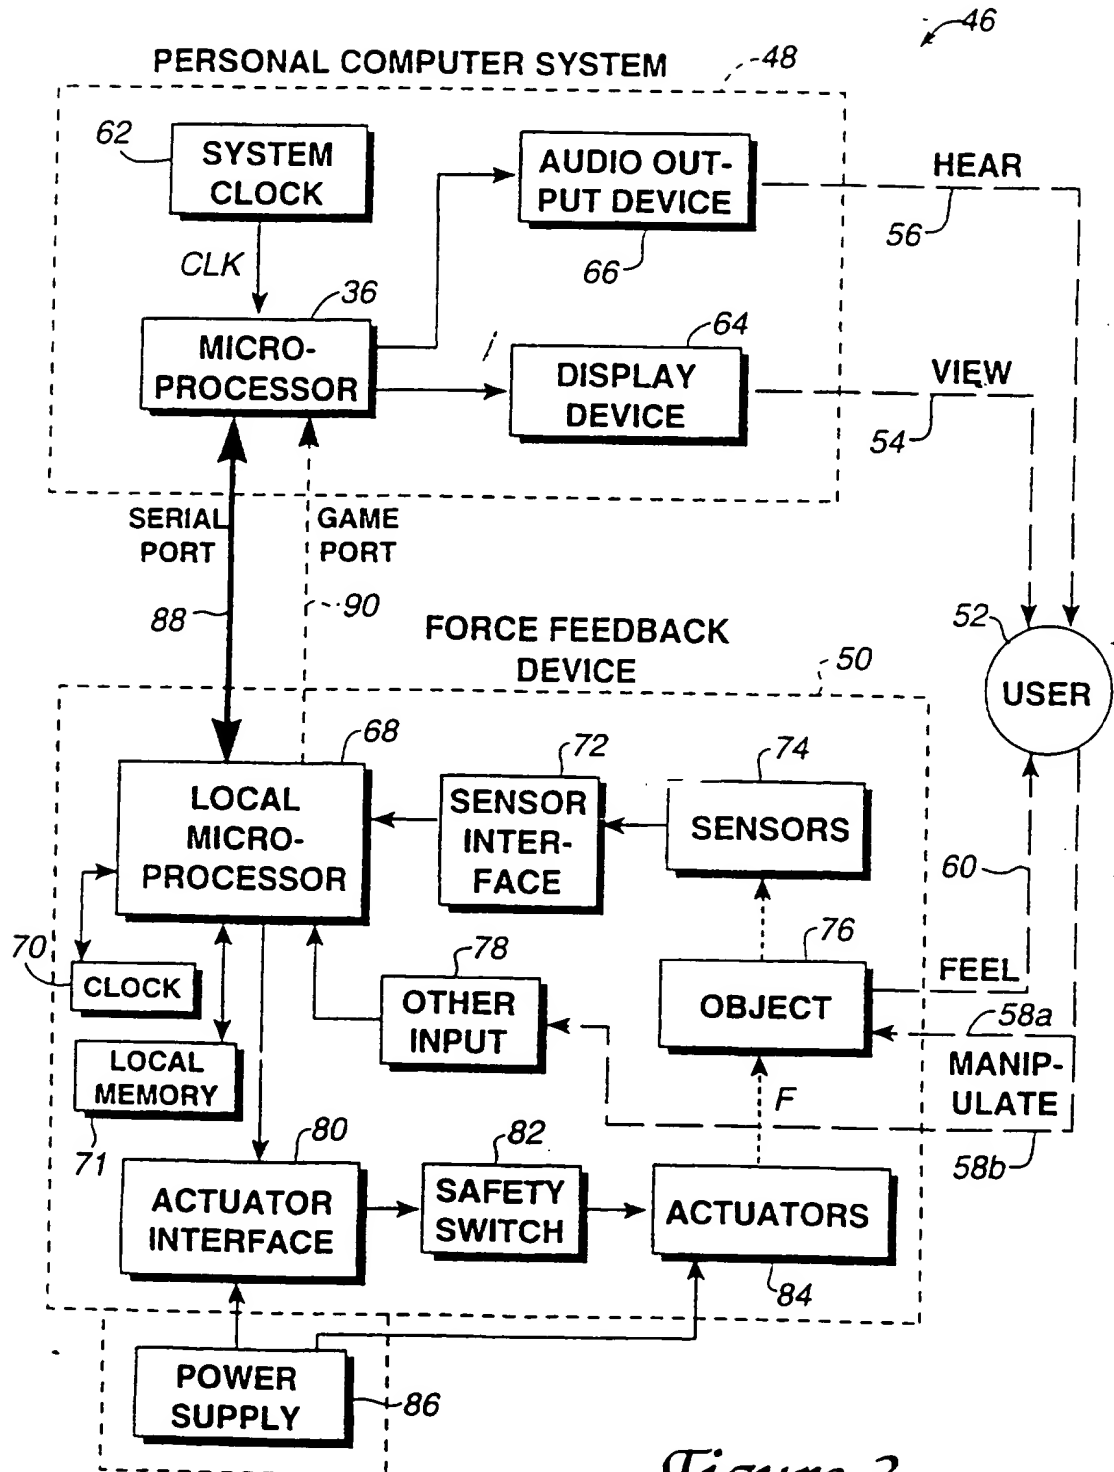 46
PERSONAL COMPUTER SYSTEM
48
62
SYSTEM
CLOCK
AUDIO OUT-
PUT DEVICE
HEAR
56
66
CLK
36
MICRO-
PROCESSOR
64
DISPLAY
DEVICE
VIEW
54
SERIAL
PORT
GAME
PORT
88
90
FORCE FEEDBACK
DEVICE
50
52
USER
68
LOCAL
MICRO-
PROCESSOR
72
SENSOR
INTER-
FACE
74
SENSORS
60
70
CLOCK
78
OTHER
INPUT
76
OBJECT
FEEL
58a
MANIP-
ULATE
58b
LOCAL
MEMORY
71
F
80
ACTUATOR
INTERFACE
82
SAFETY
SWITCH
ACTUATORS
84
POWER
SUPPLY
86
Figure